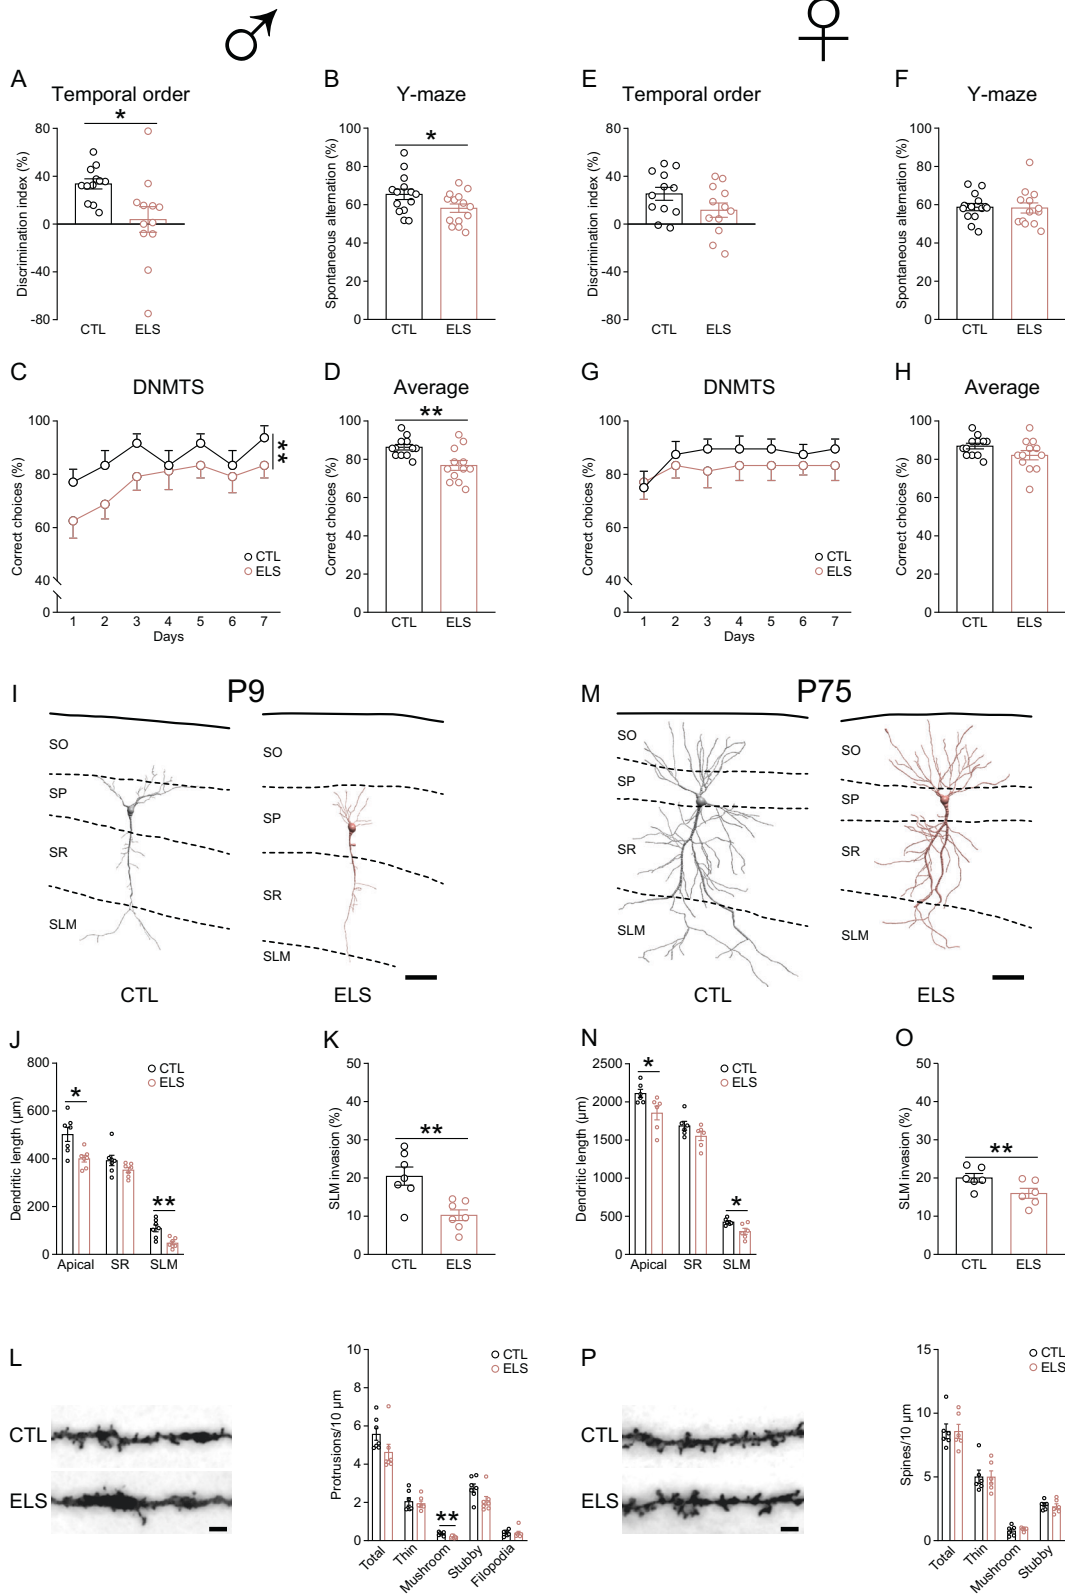 ♂ ♀
A B E F
Temporal order Y-maze Temporal order Y-maze
* *
Discrimination index (%) 80 40 0 -40 -80 CTL ELS
Spontaneous alternation (%) 100 80 60 40 20 0 CTL ELS
Discrimination index (%) 80 40 0 -40 -80 CTL ELS
Spontaneous alternation (%) 100 80 60 40 20 0 CTL ELS
C D G H
DNMTS Average DNMTS Average
** **
Correct choices (%) 100 80 60 40 0 CTL ELS
1 2 3 4 5 6 7
Days
Correct choices (%) 100 80 60 40 20 0 CTL ELS
Correct choices (%) 100 80 60 40 0 CTL ELS
1 2 3 4 5 6 7
Days
Correct choices (%) 100 80 60 40 20 0 CTL ELS
I P9 M P75
SO SP SR SLM
SO SP SR SLM
SO SP SR SLM
SO SP SR SLM
CTL ELS CTL ELS
J K N O
Dendritic length (µm) 800 600 400 200 0 CTL ELS
* **
Apical SR SLM
SLM invasion (%) 50 40 30 20 10 0
**
CTL ELS
Dendritic length (µm) 2500 2000 1500 1000 500 0 CTL ELS
* *
Apical SR SLM
SLM invasion (%) 50 40 30 20 10 0
**
CTL ELS
L P
CTL
ELS
Protrusions/10 µm 10 8 6 4 2 0 CTL ELS
**
Total Thin Mushroom Stubby Filopodia
CTL
ELS
Spines/10 µm 15 10 5 0 CTL ELS
Total Thin Mushroom Stubby